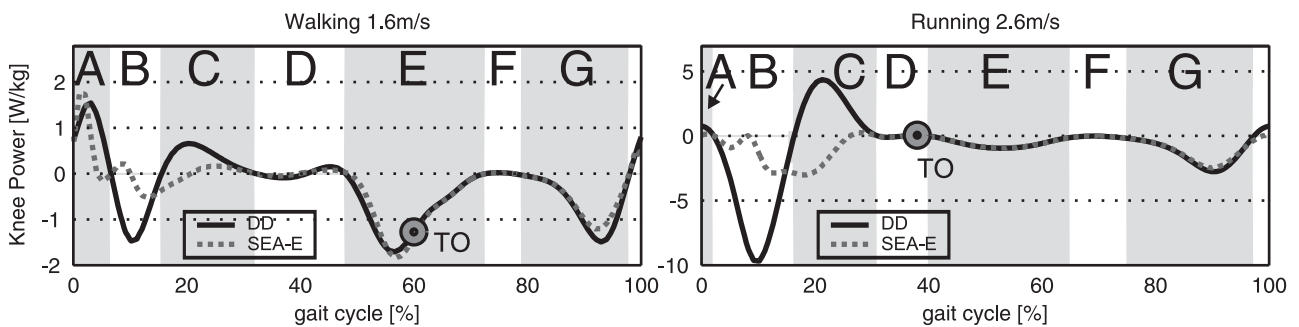 Walking 1.6m/s
Knee Power [W/kg]
2
1
0
-1
-2
A B C D E F G
DD
SEA-E
TO
0 20 40 60 80 100
gait cycle [%]
Running 2.6m/s
5
0
-5
-10
A B C D E F G
TO
DD
SEA-E
0 20 40 60 80 100
gait cycle [%]